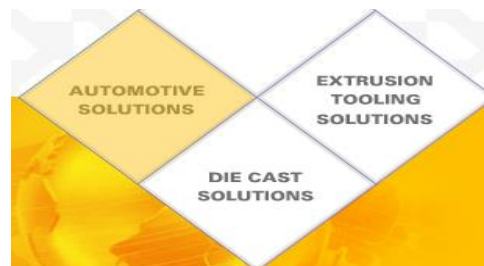 AUTOMOTIVE
SOLUTIONS
EXTRUSION
TOOLING
SOLUTIONS
DIE CAST
SOLUTIONS